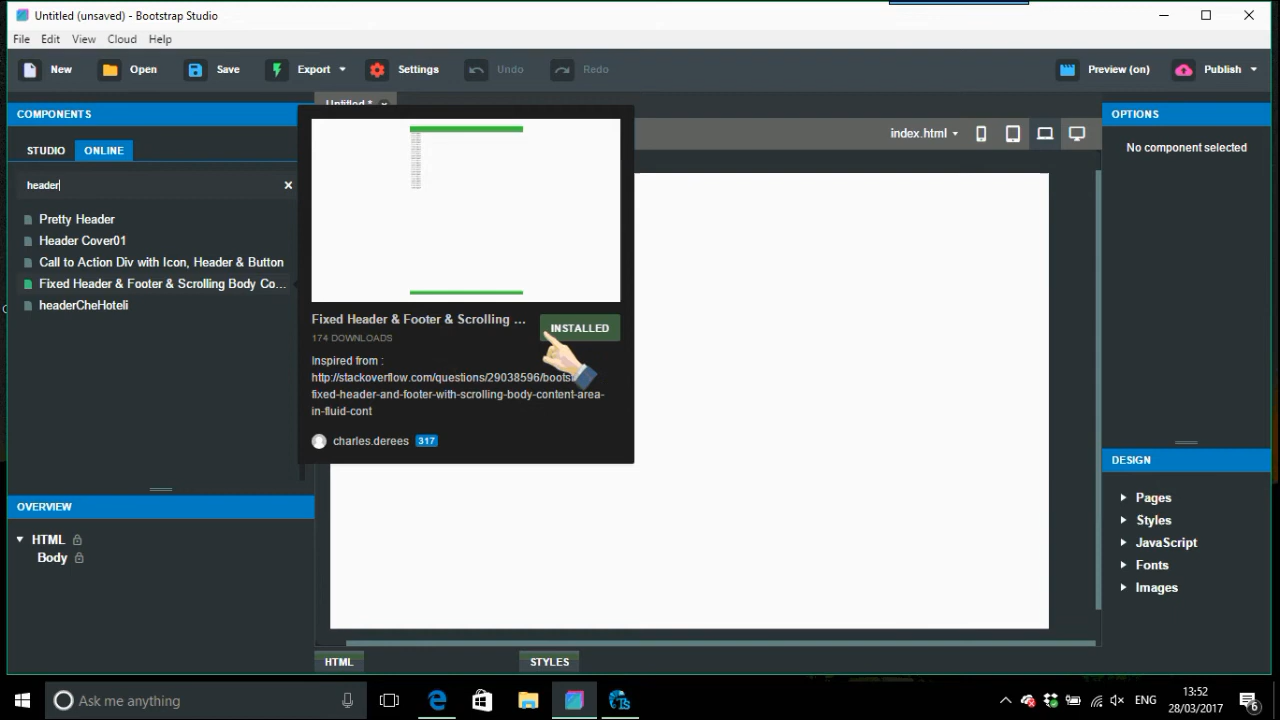 Untitled (unsaved) - Bootstrap Studio
File Edit View Cloud Help
New Open Save Export Settings Undo Redo Preview (on) Publish
COMPONENTS
Untitled *
OPTIONS
STUDIO ONLINE
index.html
No component selected
header
Pretty Header
Header Cover01
Call to Action Div with Icon, Header & Button
Fixed Header & Footer & Scrolling Body Co...
headerCheHoteli
Fixed Header & Footer & Scrolling ...
INSTALLED
174 DOWNLOADS
Inspired from :
http://stackoverflow.com/questions/29038596/boots
fixed-header-and-footer-with-scrolling-body-content-area-
in-fluid-cont
charles.derees 317
OVERVIEW
HTML
Body
DESIGN
Pages
Styles
JavaScript
Fonts
Images
HTML STYLES
Ask me anything
ENG
13:52
28/03/2017
6